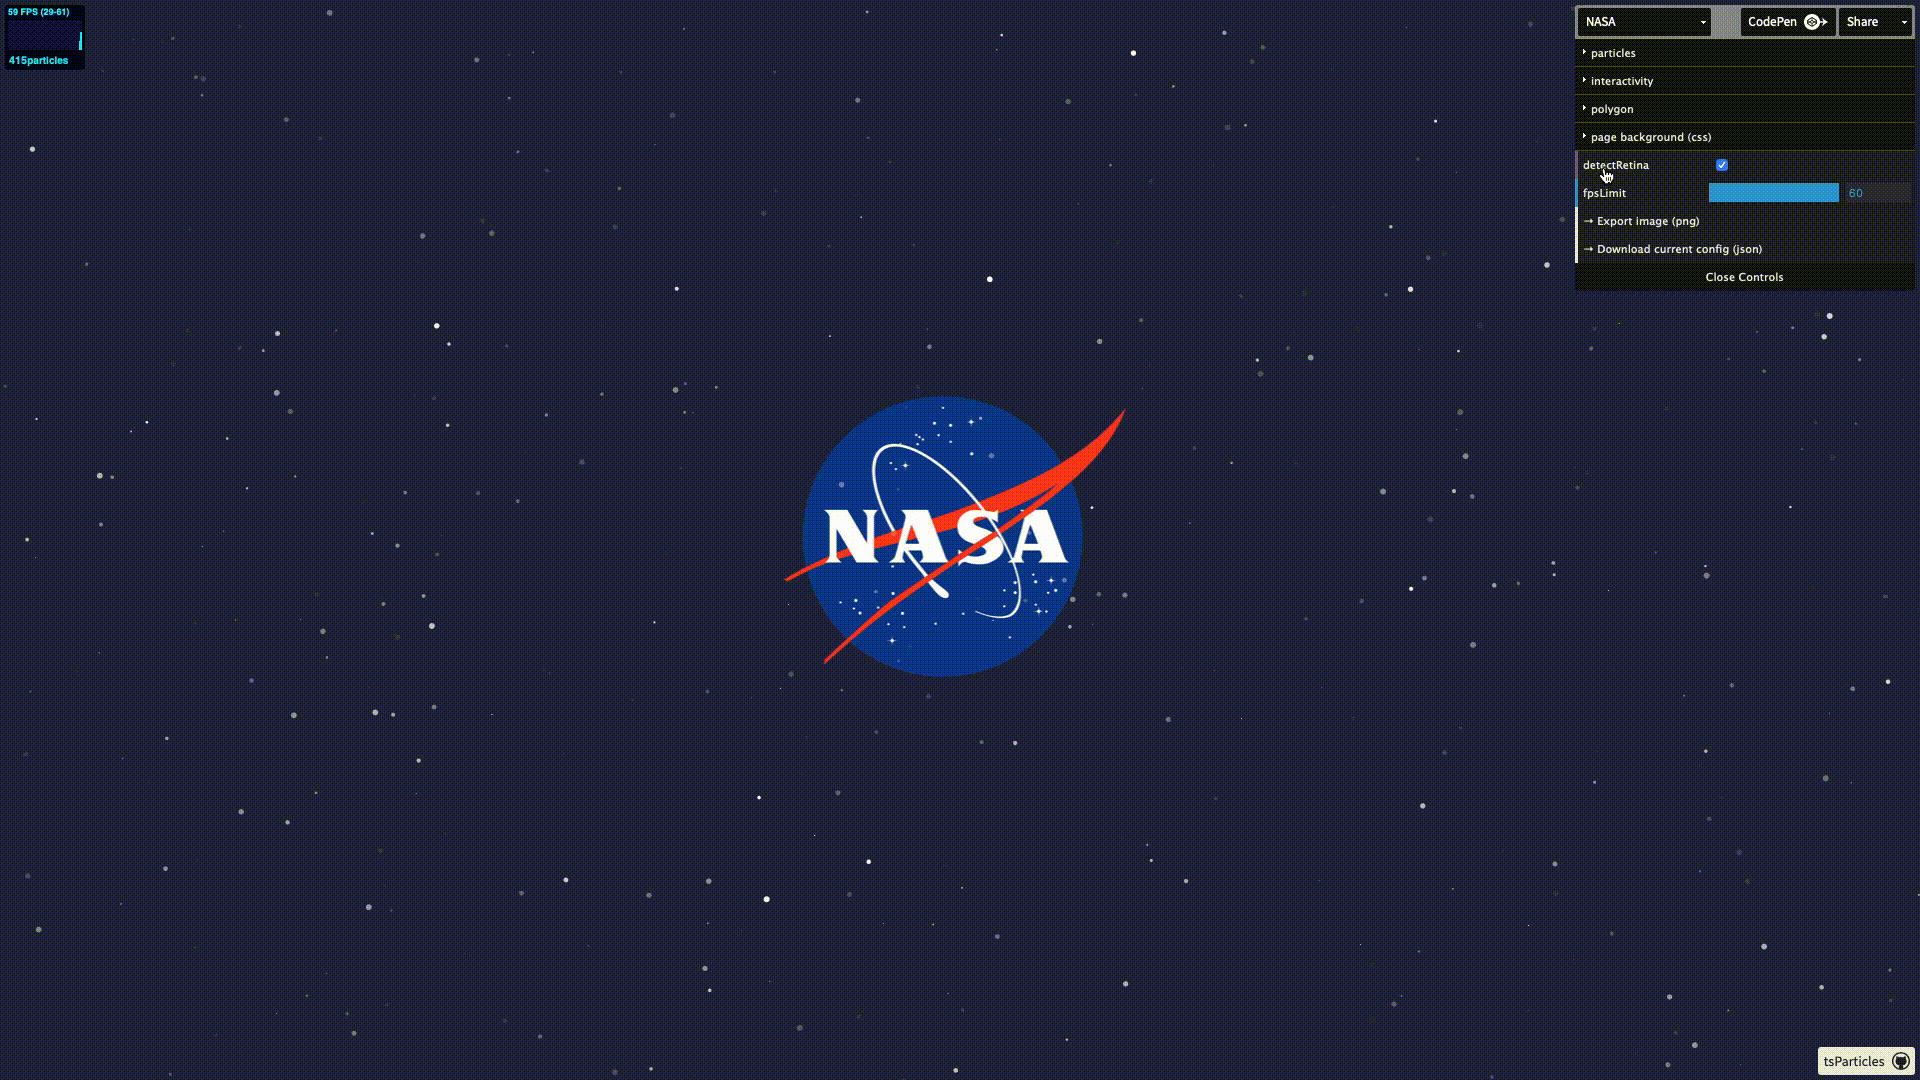 59 FPS (29-61)
415particles
NASA
CodePen
Share
particles
interactivity
polygon
page background (css)
detectRetina
fpsLimit
60
→ Export image (png)
→ Download current config (json)
Close Controls
NASA
tsParticles